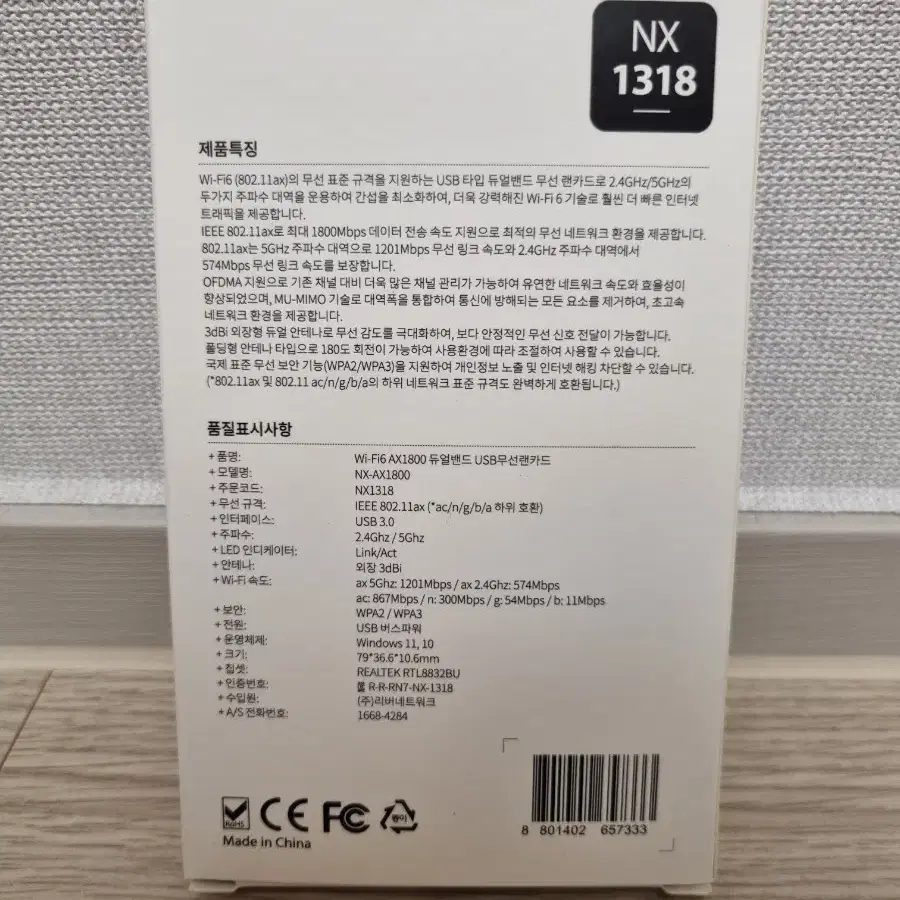 NX
1318
제품특징
Wi-Fi6 (802.11ax)의 무선 표준 규격을 지원하는 USB 타입 듀얼밴드 무선 랜카드로 2.4GHz/5GHz의
두가지 주파수 대역을 운용하여 간섭을 최소화하여, 더욱 강력해진 Wi-Fi 6 기술로 훨씬 더 빠른 인터넷
트래픽을 제공합니다.
IEEE 802.11ax로 최대 1800Mbps 데이터 전송 속도 지원으로 최적의 무선 네트워크 환경을 제공합니다.
802.11ax는 5GHz 주파수 대역으로 1201Mbps 무선 링크 속도와 2.4GHz 주파수 대역에서
574Mbps 무선 링크 속도를 보장합니다.
OFDMA 지원으로 기존 채널 대비 더욱 많은 채널 관리가 가능하여 유연한 네트워크 속도와 효율성이
향상되었으며, MU-MIMO 기술로 대역폭을 통합하여 통신에 방해되는 모든 요소를 제거하여, 초고속
네트워크 환경을 제공합니다.
3dBi 외장형 듀얼 안테나로 무선 감도를 극대화하여, 보다 안정적인 무선 신호 전달이 가능합니다.
폴딩형 안테나 타입으로 180도 회전이 가능하여 사용환경에 따라 조절하여 사용할 수 있습니다.
국제 표준 무선 보안 기능(WPA2/WPA3)을 지원하여 개인정보 노출 및 인터넷 해킹 차단할 수 있습니다.
(*802.11ax 및 802.11 ac/n/g/b/a의 하위 네트워크 표준 규격도 완벽하게 호환됩니다.)
품질표시사항
+ 품명: Wi-Fi6 AX1800 듀얼밴드 USB무선랜카드
+ 모델명: NX-AX1800
+ 주문코드: NX1318
+ 무선 규격: IEEE 802.11ax (*ac/n/g/b/a 하위 호환)
+ 인터페이스: USB 3.0
+ 주파수: 2.4Ghz / 5Ghz
+ LED 인디케이터: Link/Act
+ 안테나: 외장 3dBi
+ Wi-Fi 속도: ax 5Ghz: 1201Mbps / ax 2.4Ghz: 574Mbps
ac: 867Mbps / n: 300Mbps / g: 54Mbps / b: 11Mbps
+ 보안: WPA2 / WPA3
+ 전원: USB 버스파워
+ 운영체제: Windows 11, 10
+ 크기: 79*36.6*10.6mm
+ 칩셋: REALTEK RTL8832BU
+ 인증번호: R-R-RN7-NX-1318
+ 수입원: (주)리버네트워크
+ A/S 전화번호: 1668-4284
RoHS CE FC 종이
Made in China
8 801402 657333